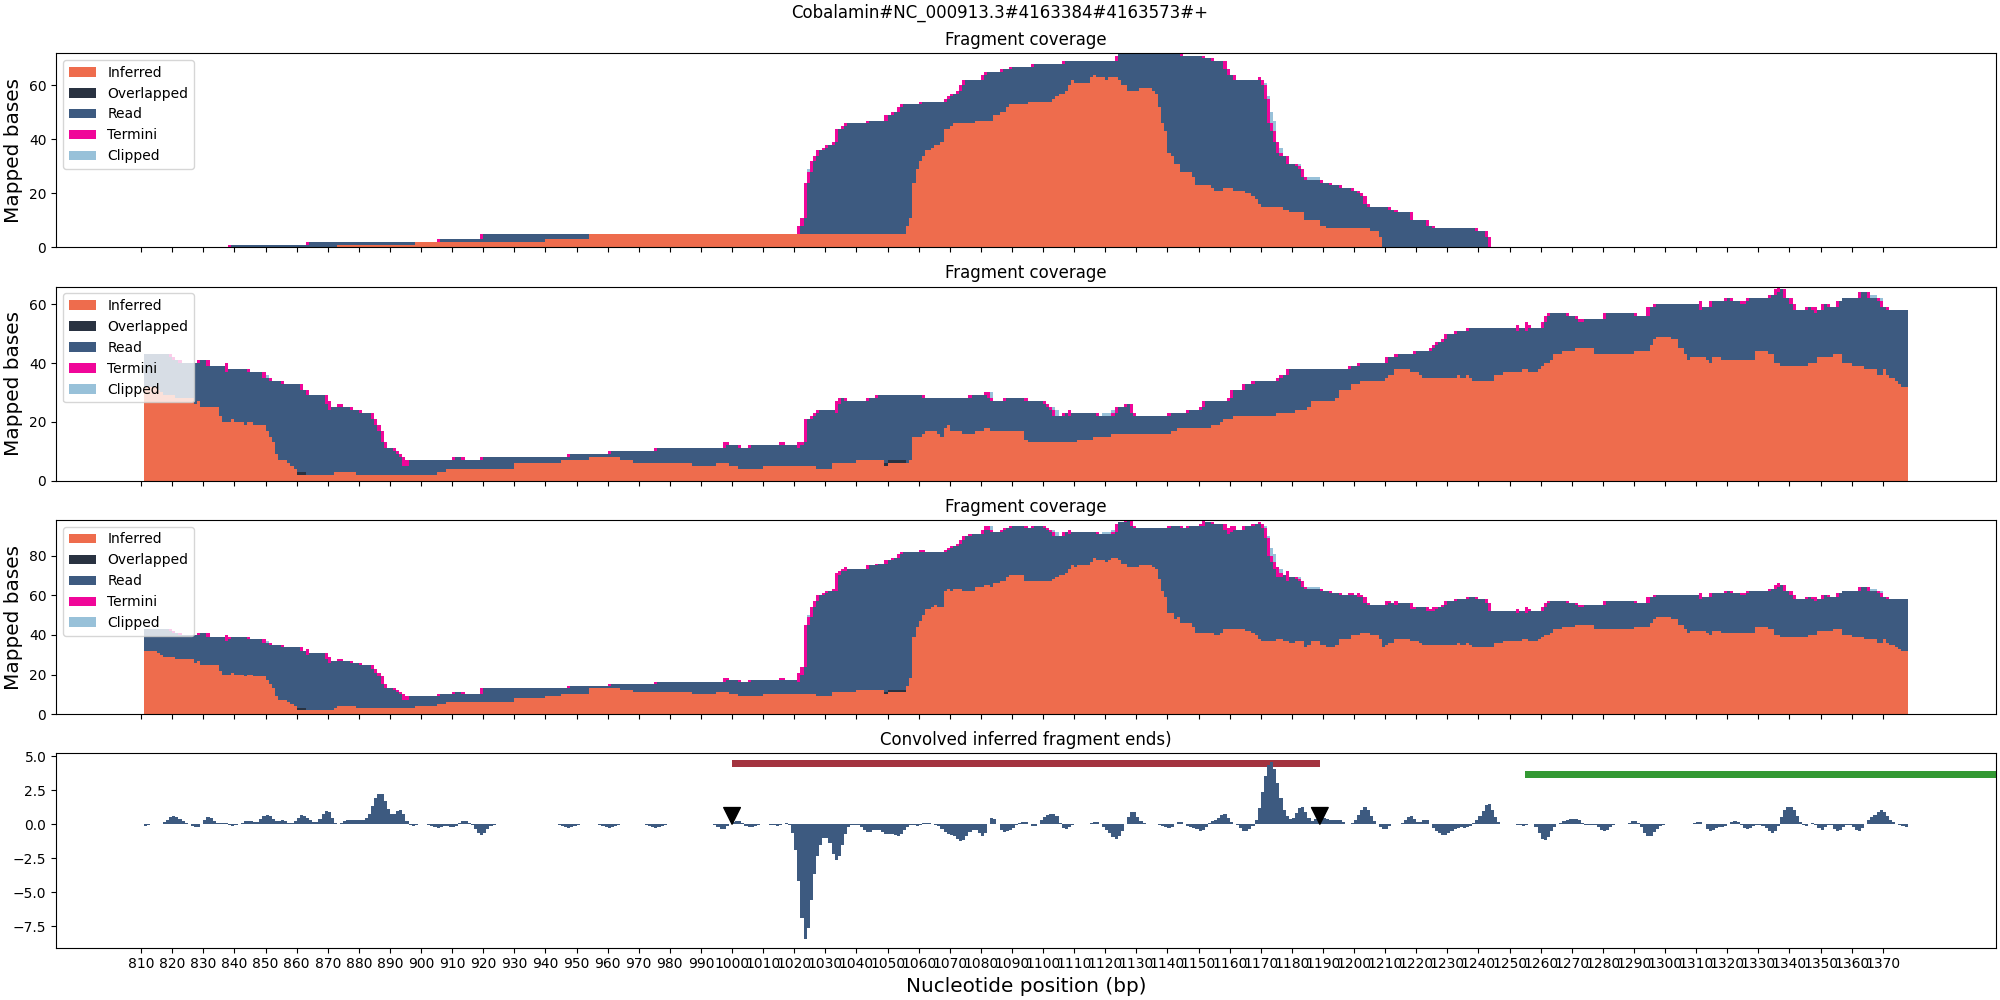 Cobalamin#NC_000913.3#4163384#4163573#+
Fragment coverage
Mapped bases
60
40
20
0
Inferred
Overlapped
Read
Termini
Clipped
Fragment coverage
Mapped bases
60
40
20
0
Inferred
Overlapped
Read
Termini
Clipped
Fragment coverage
Mapped bases
80
60
40
20
0
Inferred
Overlapped
Read
Termini
Clipped
Convolved inferred fragment ends)
5.0
2.5
0.0
−2.5
−5.0
−7.5
810 820 830 840 850 860 870 880 890 900 910 920 930 940 950 960 970 980 990 1000 1010 1020 1030 1040 1050 1060 1070 1080 1090 1100 1110 1120 1130 1140 1150 1160 1170 1180 1190 1200 1210 1220 1230 1240 1250 1260 1270 1280 1290 1300 1310 1320 1330 1340 1350 1360 1370
Nucleotide position (bp)